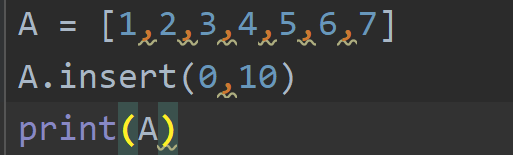 A = [1,2,3,4,5,6,7]
A.insert(0,10)
print(A)